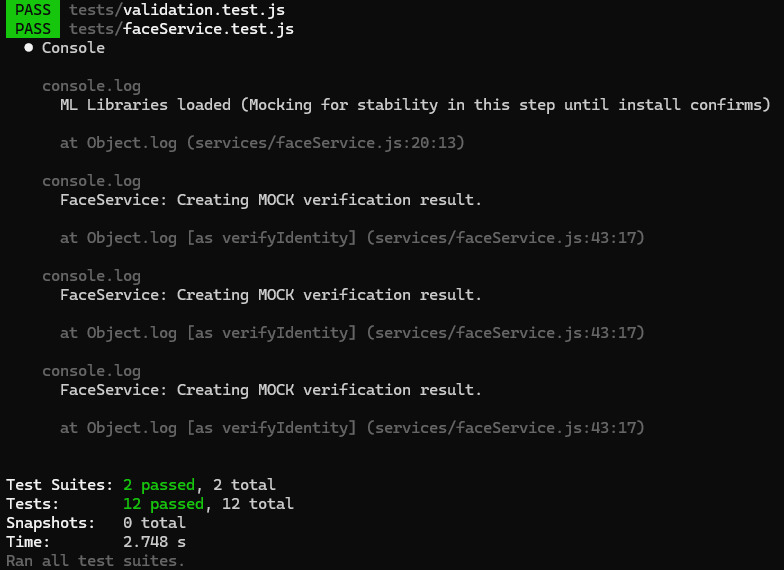 PASS tests/validation.test.js
PASS tests/faceService.test.js
● Console
console.log
ML Libraries loaded (Mocking for stability in this step until install confirms)
at Object.log (services/faceService.js:20:13)
console.log
FaceService: Creating MOCK verification result.
at Object.log [as verifyIdentity] (services/faceService.js:43:17)
console.log
FaceService: Creating MOCK verification result.
at Object.log [as verifyIdentity] (services/faceService.js:43:17)
console.log
FaceService: Creating MOCK verification result.
at Object.log [as verifyIdentity] (services/faceService.js:43:17)
Test Suites: 2 passed, 2 total
Tests: 12 passed, 12 total
Snapshots: 0 total
Time: 2.748 s
Ran all test suites.